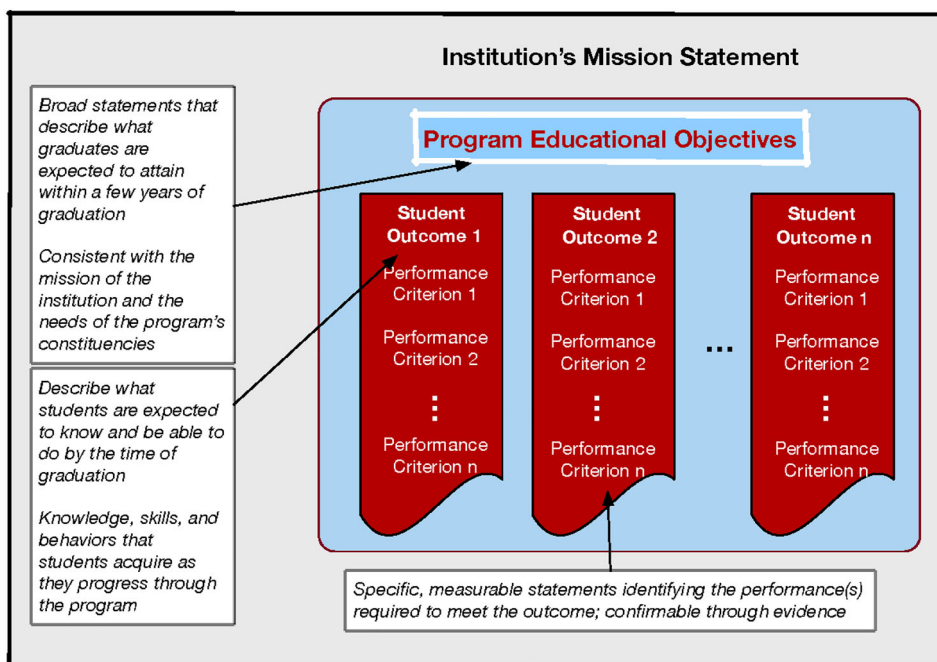 Institution's Mission Statement
Broad statements that
describe what
graduates are
expected to attain
within a few years of
graduation
Consistent with the
mission of the
institution and the
needs of the program's
constituencies
Describe what
students are expected
to know and be able to
do by the time of
graduation
Knowledge, skills, and
behaviors that
students acquire as
they progress through
the program
Program Educational Objectives
Student
Outcome 1
Performance
Criterion 1
Performance
Criterion 2
Performance
Criterion n
Student
Outcome 2
Performance
Criterion 1
Performance
Criterion 2
Performance
Criterion n
...
Student
Outcome n
Performance
Criterion 1
Performance
Criterion 2
Performance
Criterion n
Specific, measurable statements identifying the performance(s)
required to meet the outcome; confirmable through evidence